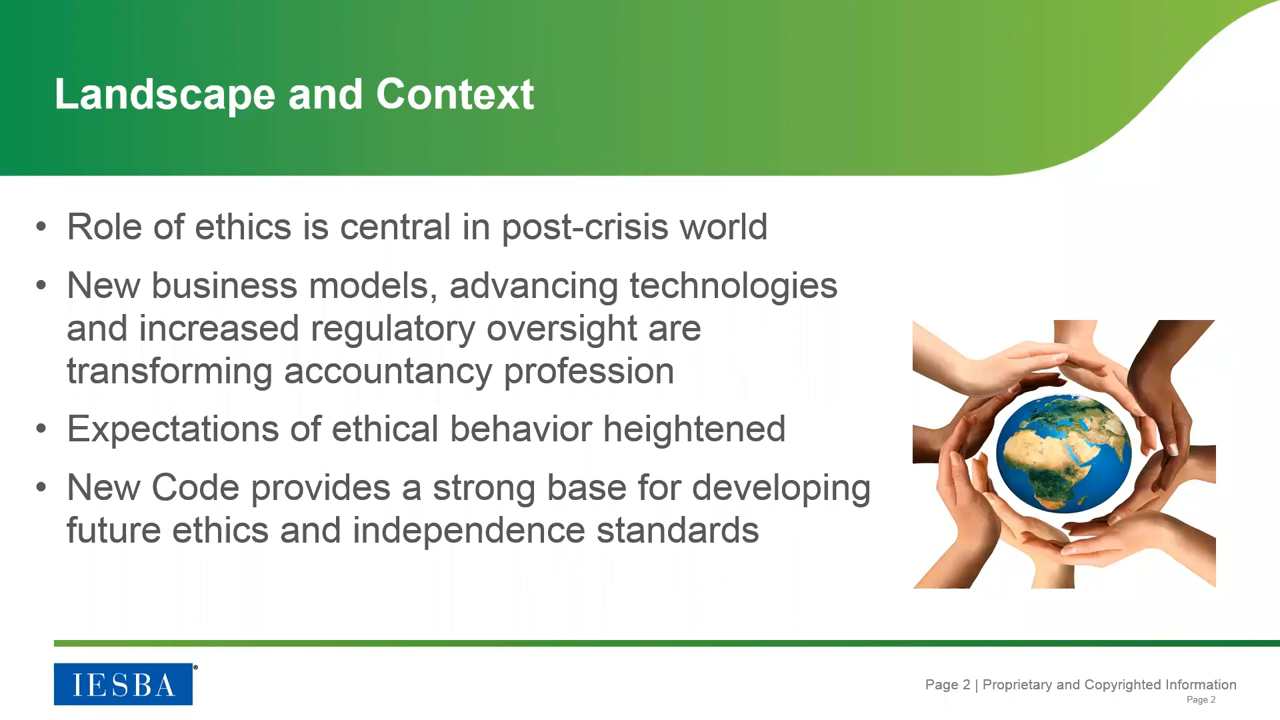 Landscape and Context
• Role of ethics is central in post-crisis world
• New business models, advancing technologies
and increased regulatory oversight are
transforming accountancy profession
• Expectations of ethical behavior heightened
• New Code provides a strong base for developing
future ethics and independence standards
IESBA®
Page 2 | Proprietary and Copyrighted Information
Page 2